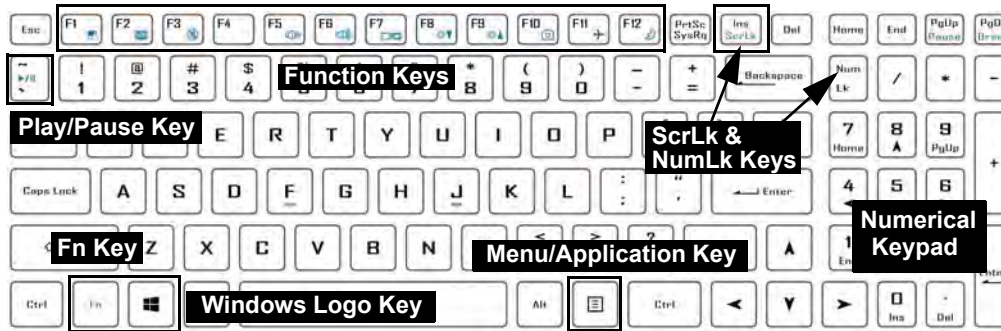 Esc F1 F2 F3 F4 F5 F6 F7 F8 F9 F10 F11 F12 PrtSc SysRq Ins ScrLk Del Home End PgUp Pause
~ ` ! 1 @ 2 # 3 $ 4 Function Keys * 8 ( 9 ) 0 _ - + = Backspace Num Lk / * -
Play/Pause Key E R T Y U I O P ScrLk & NumLk Keys 7 Home 8 9 PgUp +
Caps Lock A S D F G H J K L : " ' Enter 4 5 6
Fn Key Z X C V B N Menu/Application Key Numerical Keypad
Ctrl Fn Windows Logo Key Alt Ctrl 0 Ins . Del